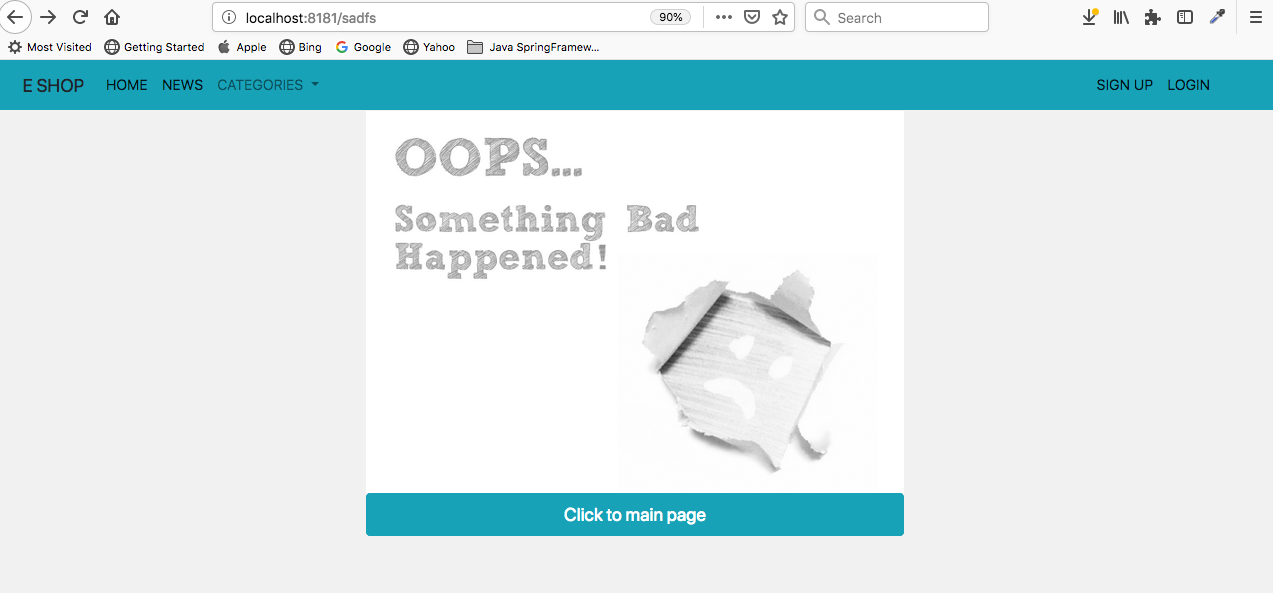 localhost:8181/sadfs 90% Search
Most Visited Getting Started Apple Bing Google Yahoo Java SpringFramew...
E SHOP HOME NEWS CATEGORIES SIGN UP LOGIN
OOPS...
Something Bad
Happened!
Click to main page